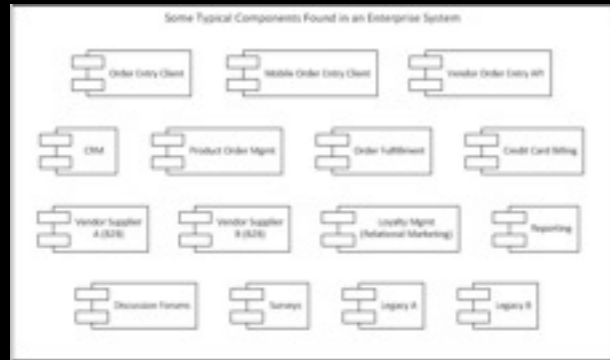 Some Typical Components Found in an Enterprise System
Order Entry Client
Mobile Order Entry Client
Vendor Order Entry API
CRM
Product Order Mgmt
Order Fulfillment
Credit Card Billing
Vendor Supplier
A (B2B)
Vendor Supplier
B (B2B)
Loyalty Mgmt
(Relational Marketing)
Reporting
Discussion Forums
Surveys
Legacy A
Legacy B